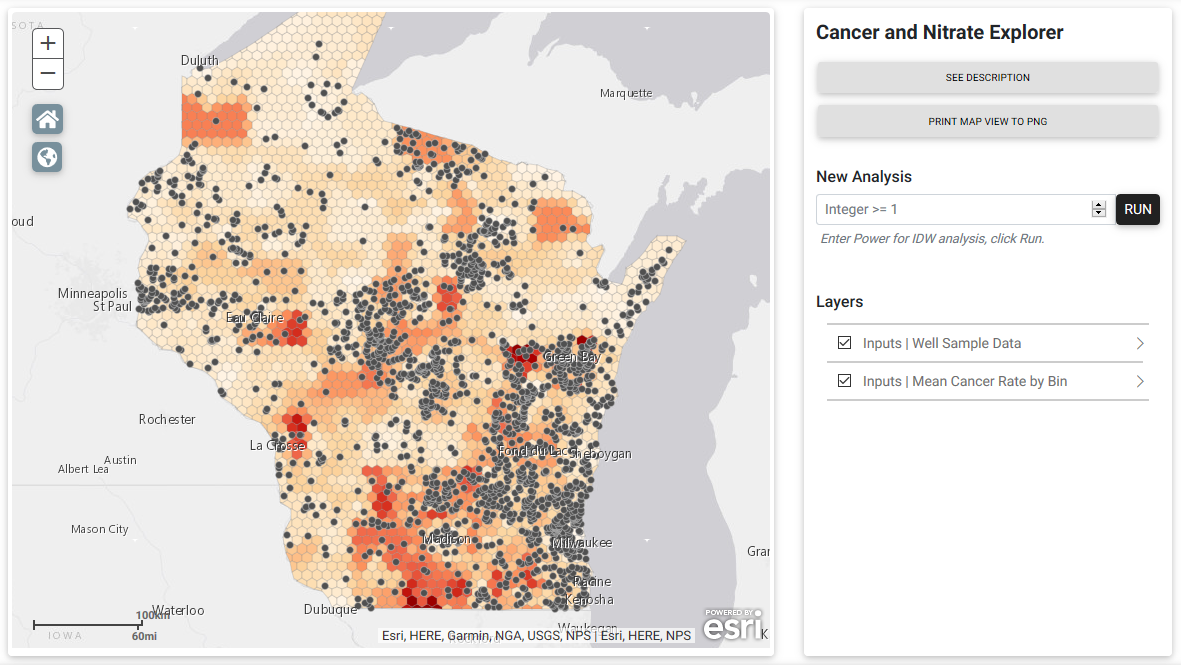 SOTA
+
Duluth
−
Marquette
oud
Minneapolis
St Paul
Eau Claire
Green Bay
Rochester
La Crosse
Austin
Albert Lea
Fond du Lac
Sheboygan
Mason City
Madison
Milwaukee
Gran
Racine
Kenosha
Waterloo
Dubuque
100km
60mi
IOWA
Waukegan
Esri, HERE, Garmin, NGA, USGS, NPS | Esri, HERE, NPS
POWERED BY
esri
K
Cancer and Nitrate Explorer
SEE DESCRIPTION
PRINT MAP VIEW TO PNG
New Analysis
Integer >= 1
RUN
Enter Power for IDW analysis, click Run.
Layers
Inputs | Well Sample Data
Inputs | Mean Cancer Rate by Bin